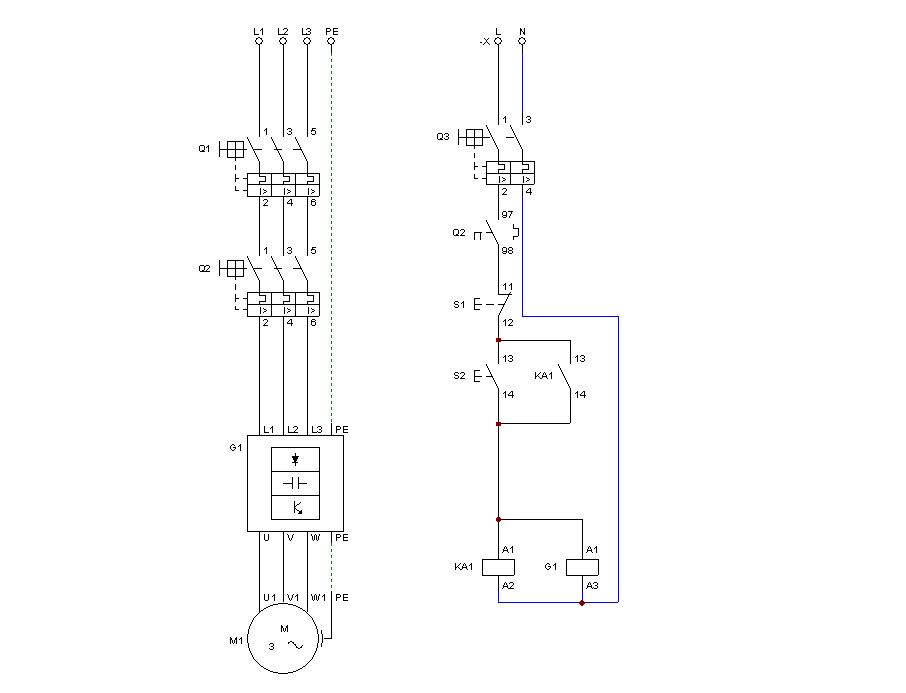 L1 L2 L3 PE
-X L N
Q1 1 3 5
I> I> I>
2 4 6
Q2 1 3 5
I> I> I>
2 4 6
L1 L2 L3 PE
G1
U V W PE
U1 V1 W1 PE
M1 M
3
Q3 1 3
I> I>
2 4
97
Q2
98
11
S1
12
13 13
S2 KA1
14 14
A1 A1
KA1 G1
A2 A3